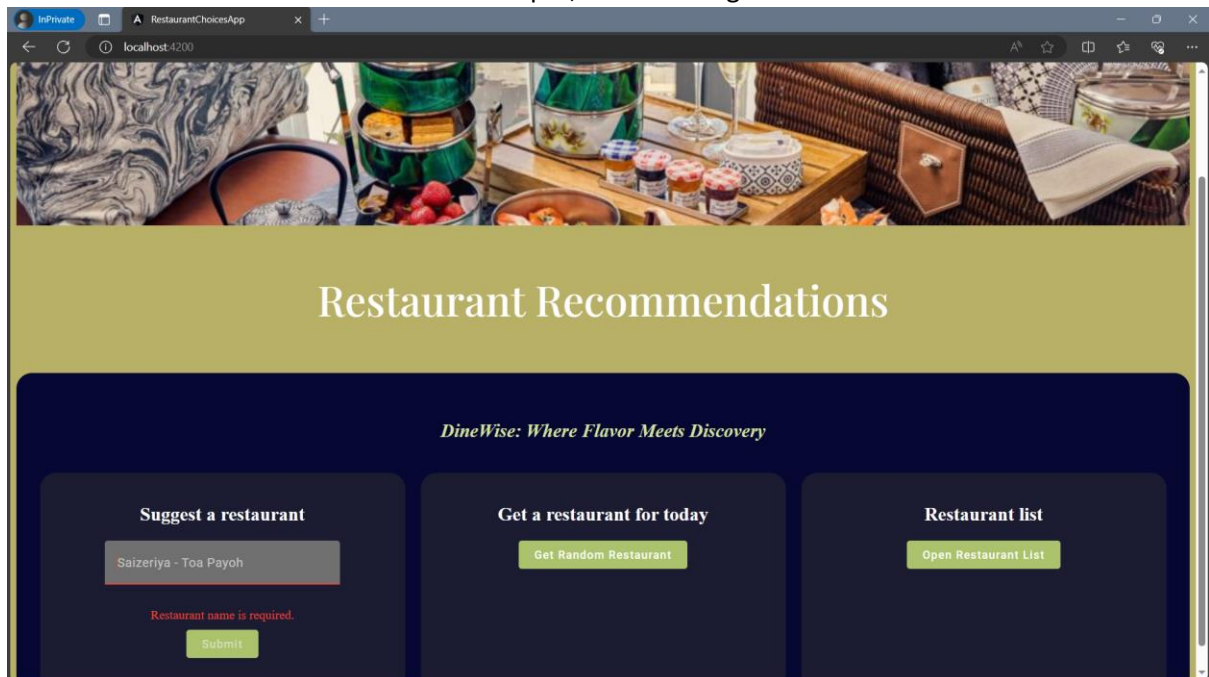 InPrivate
RestaurantChoicesApp
localhost:4200
Restaurant Recommendations
DineWise: Where Flavor Meets Discovery
Suggest a restaurant
Saizeriya - Toa Payoh
Restaurant name is required.
Submit
Get a restaurant for today
Get Random Restaurant
Restaurant list
Open Restaurant List